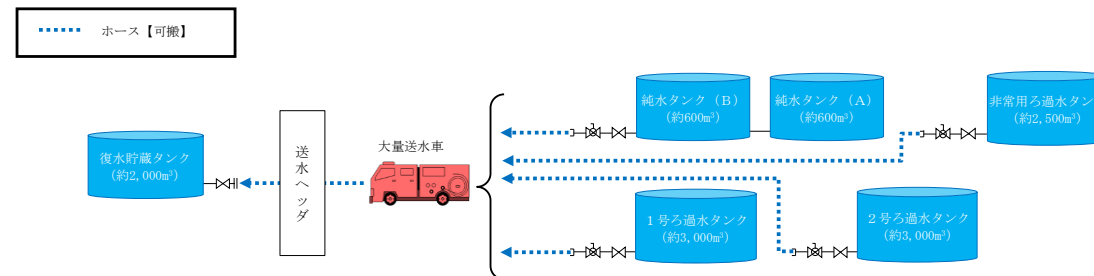 ホース【可搬】
純水タンク（B）
(約600m³)
純水タンク（A）
(約600m³)
非常用ろ過水タン
(約2,500m³)
大量送水車
送水ヘッダ
復水貯蔵タンク
(約2,000m³)
１号ろ過水タンク
(約3,000m³)
２号ろ過水タンク
(約3,000m³)